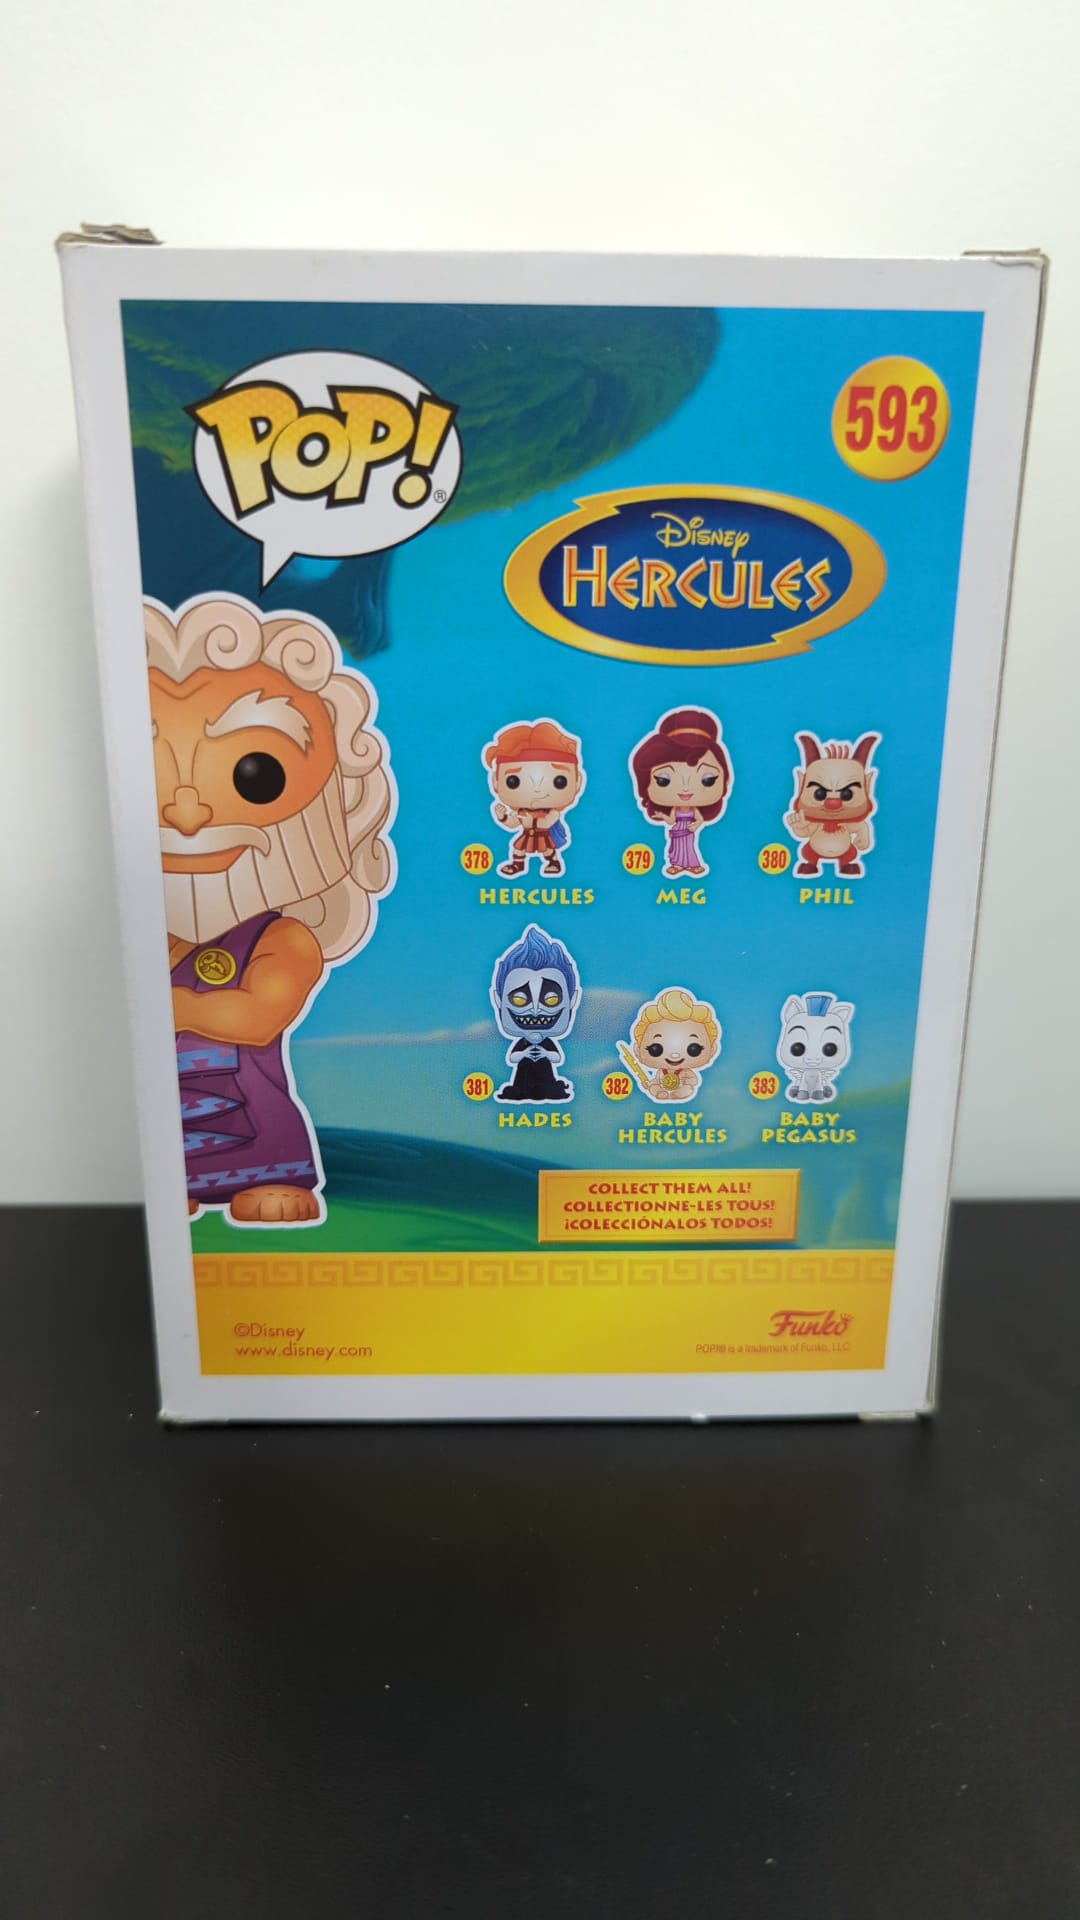 POP!®
593
Disney
HERCULES
378
HERCULES
379
MEG
380
PHIL
381
HADES
382
BABY
HERCULES
383
BABY
PEGASUS
COLLECT THEM ALL!
COLLECTIONNE-LES TOUS!
¡COLECCIÓNALOS TODOS!
©Disney
www.disney.com
Funko
POP!® is a trademark of Funko, LLC